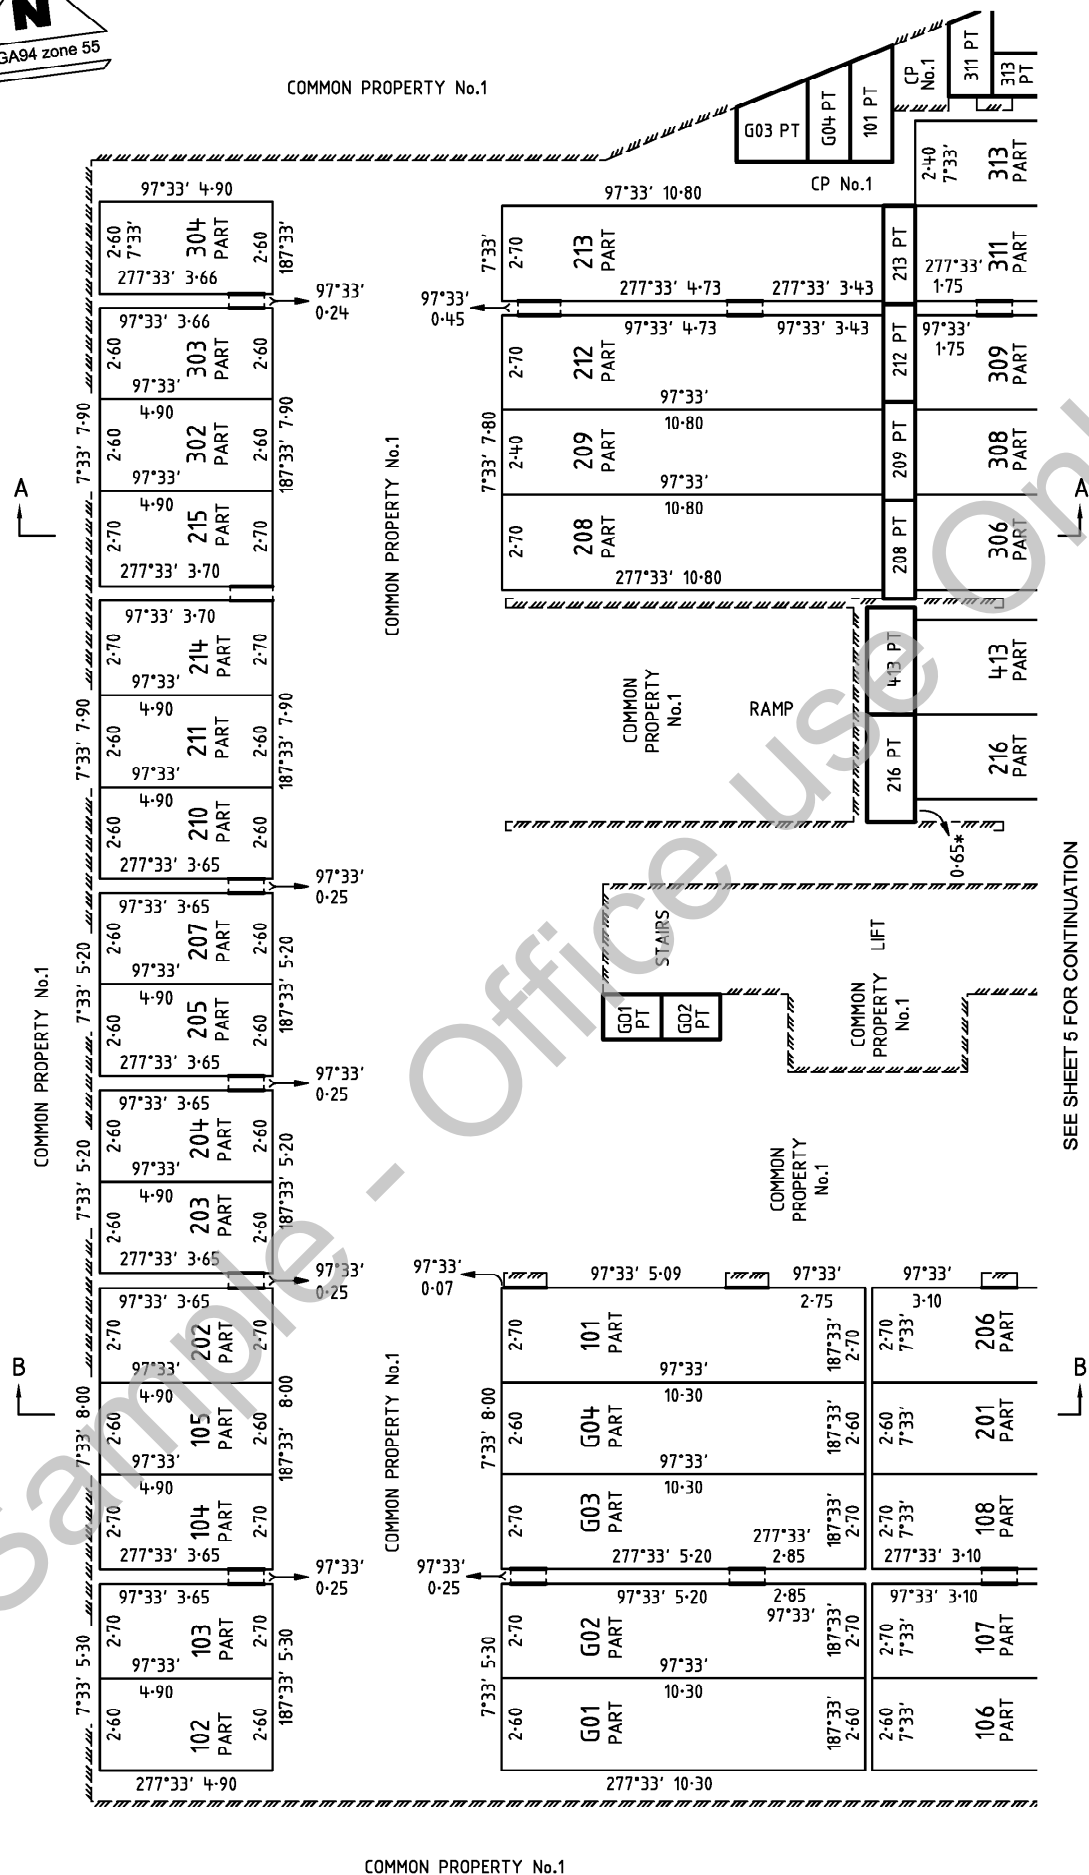 N
GA94 zone 55
COMMON PROPERTY No.1
G03 PT
G04 PT
101 PT
CP
No.1
311 PT
313
PT
CP No.1
2·40
7°33'
313
PART
97°33' 4·90
2·60
7°33'
304
PART
2·60
187°33'
277°33' 3·66
97°33'
0·24
97°33' 3·66
2·60
303
PART
2·60
97°33'
4·90
7°33' 7·90
2·60
302
PART
2·60
187°33' 7·90
97°33'
4·90
2·70
215
PART
2·70
277°33' 3·70
97°33' 3·70
2·70
214
PART
2·70
97°33'
4·90
7°33' 7·90
2·60
211
PART
2·60
187°33' 7·90
97°33'
4·90
2·60
210
PART
2·60
277°33' 3·65
97°33'
0·25
97°33' 3·65
2·60
207
PART
2·60
97°33'
7°33' 5·20
187°33' 5·20
4·90
2·60
205
PART
2·60
277°33' 3·65
97°33'
0·25
97°33' 3·65
2·60
204
PART
2·60
97°33'
7°33' 5·20
187°33' 5·20
4·90
2·60
203
PART
2·60
277°33' 3·65
97°33'
0·25
97°33' 3·65
2·70
202
PART
2·70
97°33'
4·90
7°33' 8·00
2·60
105
PART
2·60
187°33' 8·00
97°33'
4·90
2·70
104
PART
2·70
277°33' 3·65
97°33'
0·25
97°33' 3·65
2·70
103
PART
2·70
97°33'
7°33' 5·30
187°33' 5·30
4·90
2·60
102
PART
2·60
277°33' 4·90
COMMON PROPERTY No.1
A
B
COMMON PROPERTY No.1
COMMON PROPERTY No.1
97°33' 10·80
7°33'
2·70
213
PART
213 PT
277°33' 4·73
277°33' 3·43
277°33'
1·75
311
PART
97°33'
0·45
97°33' 4·73
97°33' 3·43
97°33'
1·75
2·70
212
PART
212 PT
309
PART
97°33'
10·80
7°33' 7·80
2·40
209
PART
209 PT
308
PART
97°33'
10·80
2·70
208
PART
208 PT
306
PART
277°33' 10·80
A
COMMON
PROPERTY
No.1
RAMP
413 PT
413
PART
216 PT
216
PART
0·65*
STAIRS
LIFT
G01
PT
G02
PT
COMMON
PROPERTY
No.1
SEE SHEET 5 FOR CONTINUATION
COMMON
PROPERTY
No.1
97°33'
0·07
97°33' 5·09
97°33'
2·75
97°33'
3·10
2·70
101
PART
187°33'
2·70
2·70
7°33'
206
PART
97°33'
10·30
7°33' 8·00
2·60
G04
PART
187°33'
2·60
2·60
7°33'
201
PART
B
97°33'
10·30
2·70
G03
PART
187°33'
2·70
2·70
7°33'
108
PART
277°33' 5·20
277°33'
2·85
277°33' 3·10
97°33'
0·25
97°33' 5·20
2·85
97°33'
97°33' 3·10
2·70
G02
PART
187°33'
2·70
2·70
7°33'
107
PART
97°33'
10·30
7°33' 5·30
2·60
G01
PART
187°33'
2·60
2·60
7°33'
106
PART
277°33' 10·30
COMMON PROPERTY No.1
Sample - Office use Onl